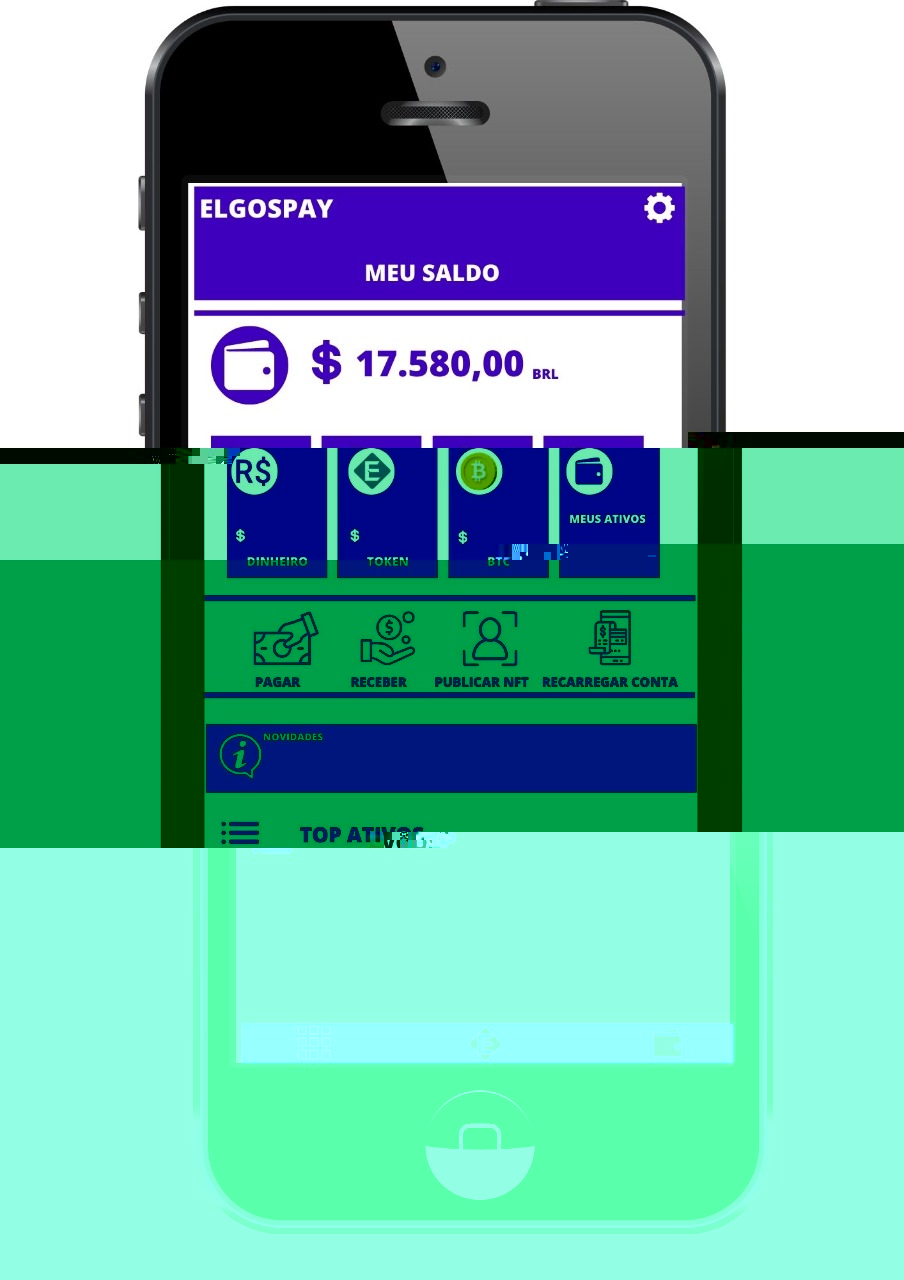 ELGOSPAY
MEU SALDO
$ 17.580,00 BRL
R$ E ₿
MEUS ATIVOS
$ $ $
DINHEIRO TOKEN BTC
$
PAGAR RECEBER PUBLICAR NFT RECARREGAR CONTA
i NOVIDADES
TOP ATIVOS